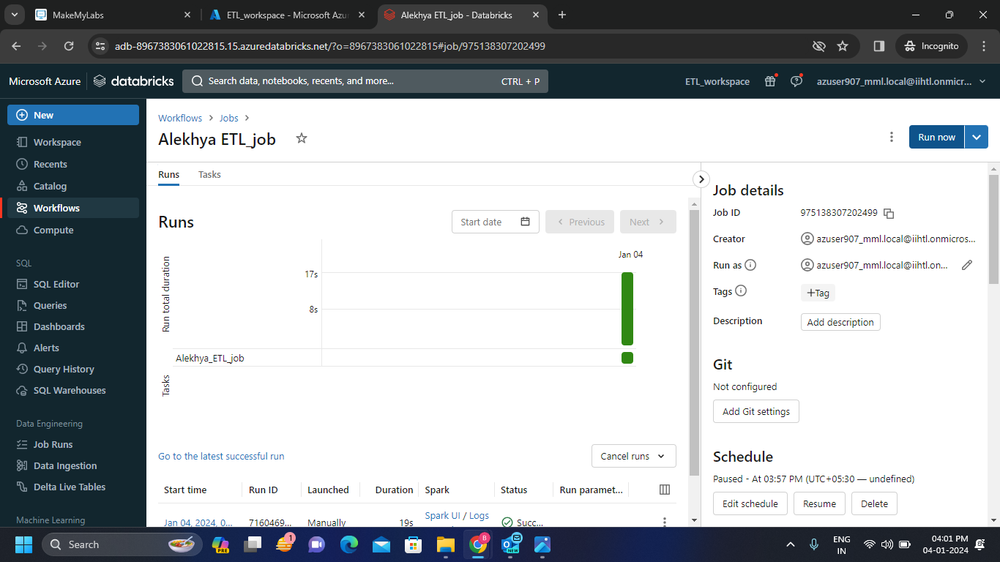 MakeMyLabs
ETL_workspace - Microsoft Azu
Alekhya ETL_job - Databricks
adb-8967383061022815.15.azuredatabricks.net/?o=8967383061022815#job/975138307202499
Incognito
Microsoft Azure
databricks
Search data, notebooks, recents, and more...
CTRL + P
ETL_workspace
azuser907_mml.local@iihtl.onmicr...
New
Workspace
Recents
Catalog
Workflows
Compute
SQL
SQL Editor
Queries
Dashboards
Alerts
Query History
SQL Warehouses
Data Engineering
Job Runs
Data Ingestion
Delta Live Tables
Machine Learning
Workflows > Jobs >
Alekhya ETL_job
Run now
Runs
Tasks
Runs
Start date
Previous
Next
Jan 04
Run total duration
17s
8s
Alekhya_ETL_job
Tasks
Go to the latest successful run
Cancel runs
Start time
Run ID
Launched
Duration
Spark
Status
Run paramet...
Jan 04, 2024, 0...
7160469...
Manually
19s
Spark UI / Logs
Succ...
Job details
Job ID
975138307202499
Creator
azuser907_mml.local@iihtl.onmicros...
Run as
azuser907_mml.local@iihtl.on...
Tags
+Tag
Description
Add description
Git
Not configured
Add Git settings
Schedule
Paused - At 03:57 PM (UTC+05:30 — undefined)
Edit schedule
Resume
Delete
Search
PRE
1
8
NEW
ENG
IN
04:01 PM
04-01-2024